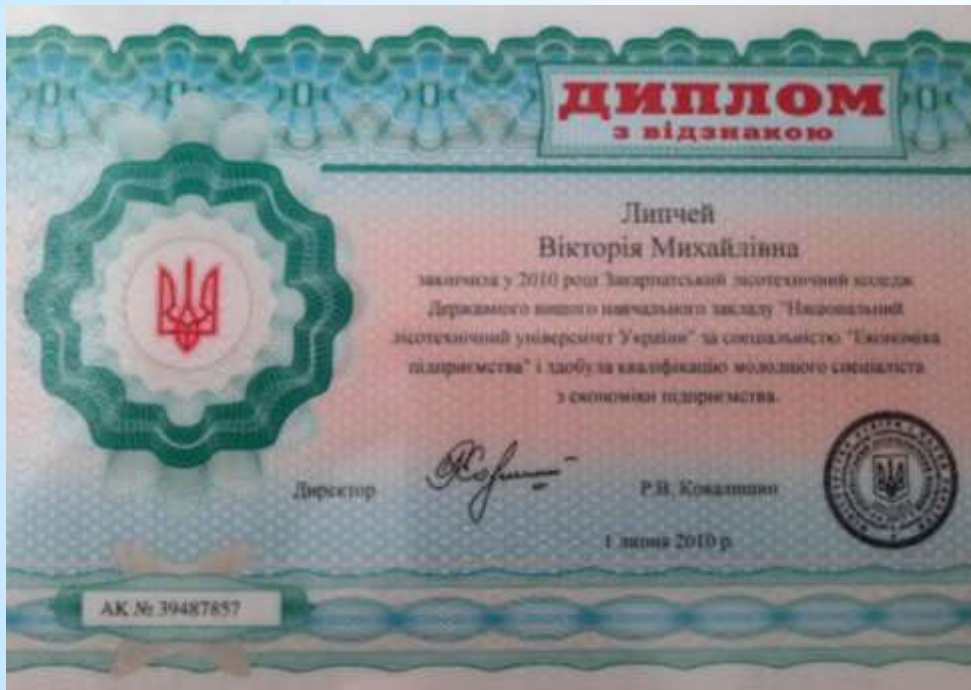 ДИПЛОМ
з відзнакою
Липчей
Вікторія Михайлівна
закінчила у 2010 році Закарпатський лісотехнічний коледж
Державного вищого навчального закладу "Національний
лісотехнічний університет України" за спеціальністю "Економіка
підприємства" і здобула кваліфікацію молодшого спеціаліста
з економіки підприємства.
Директор
Р.В. Ковалишин
1 липня 2010 р.
АК № 39487857